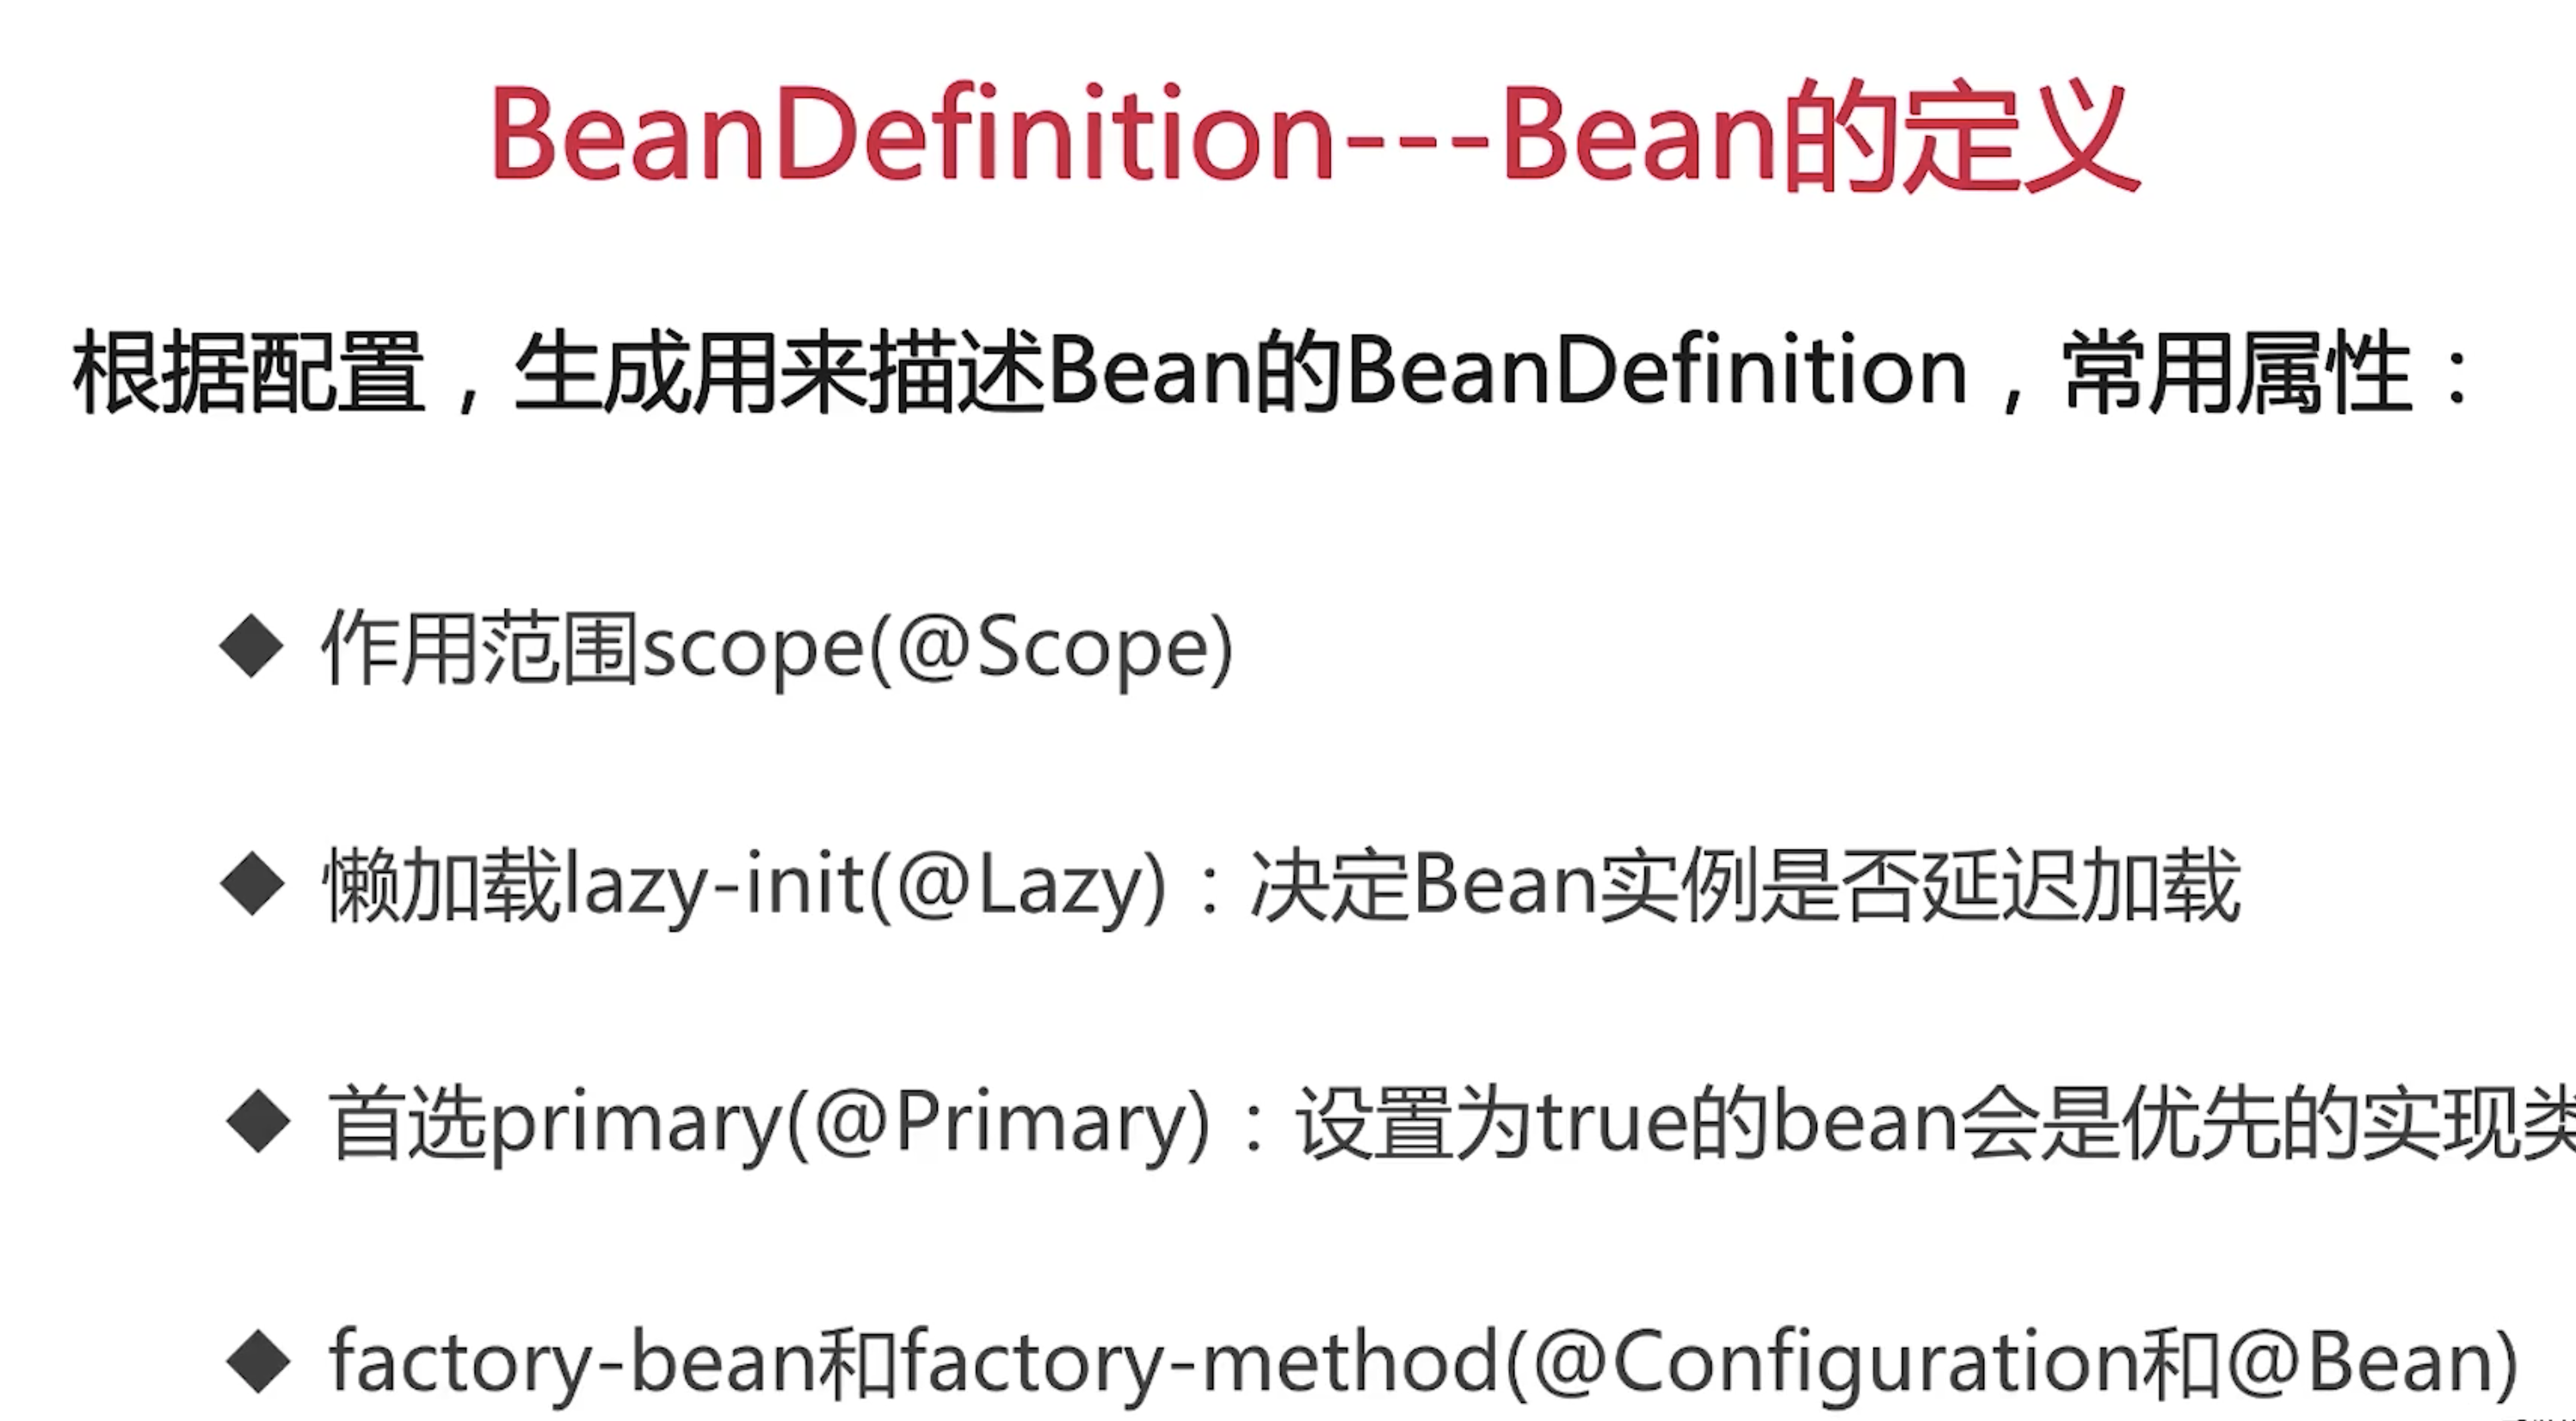 BeanDefinition---Bean的定义
根据配置，生成用来描述Bean的BeanDefinition，常用属性：
◆ 作用范围scope(@Scope)
◆ 懒加载lazy-init(@Lazy)：决定Bean实例是否延迟加载
◆ 首选primary(@Primary)：设置为true的bean会是优先的实现类
◆ factory-bean和factory-method(@Configuration和@Bean)